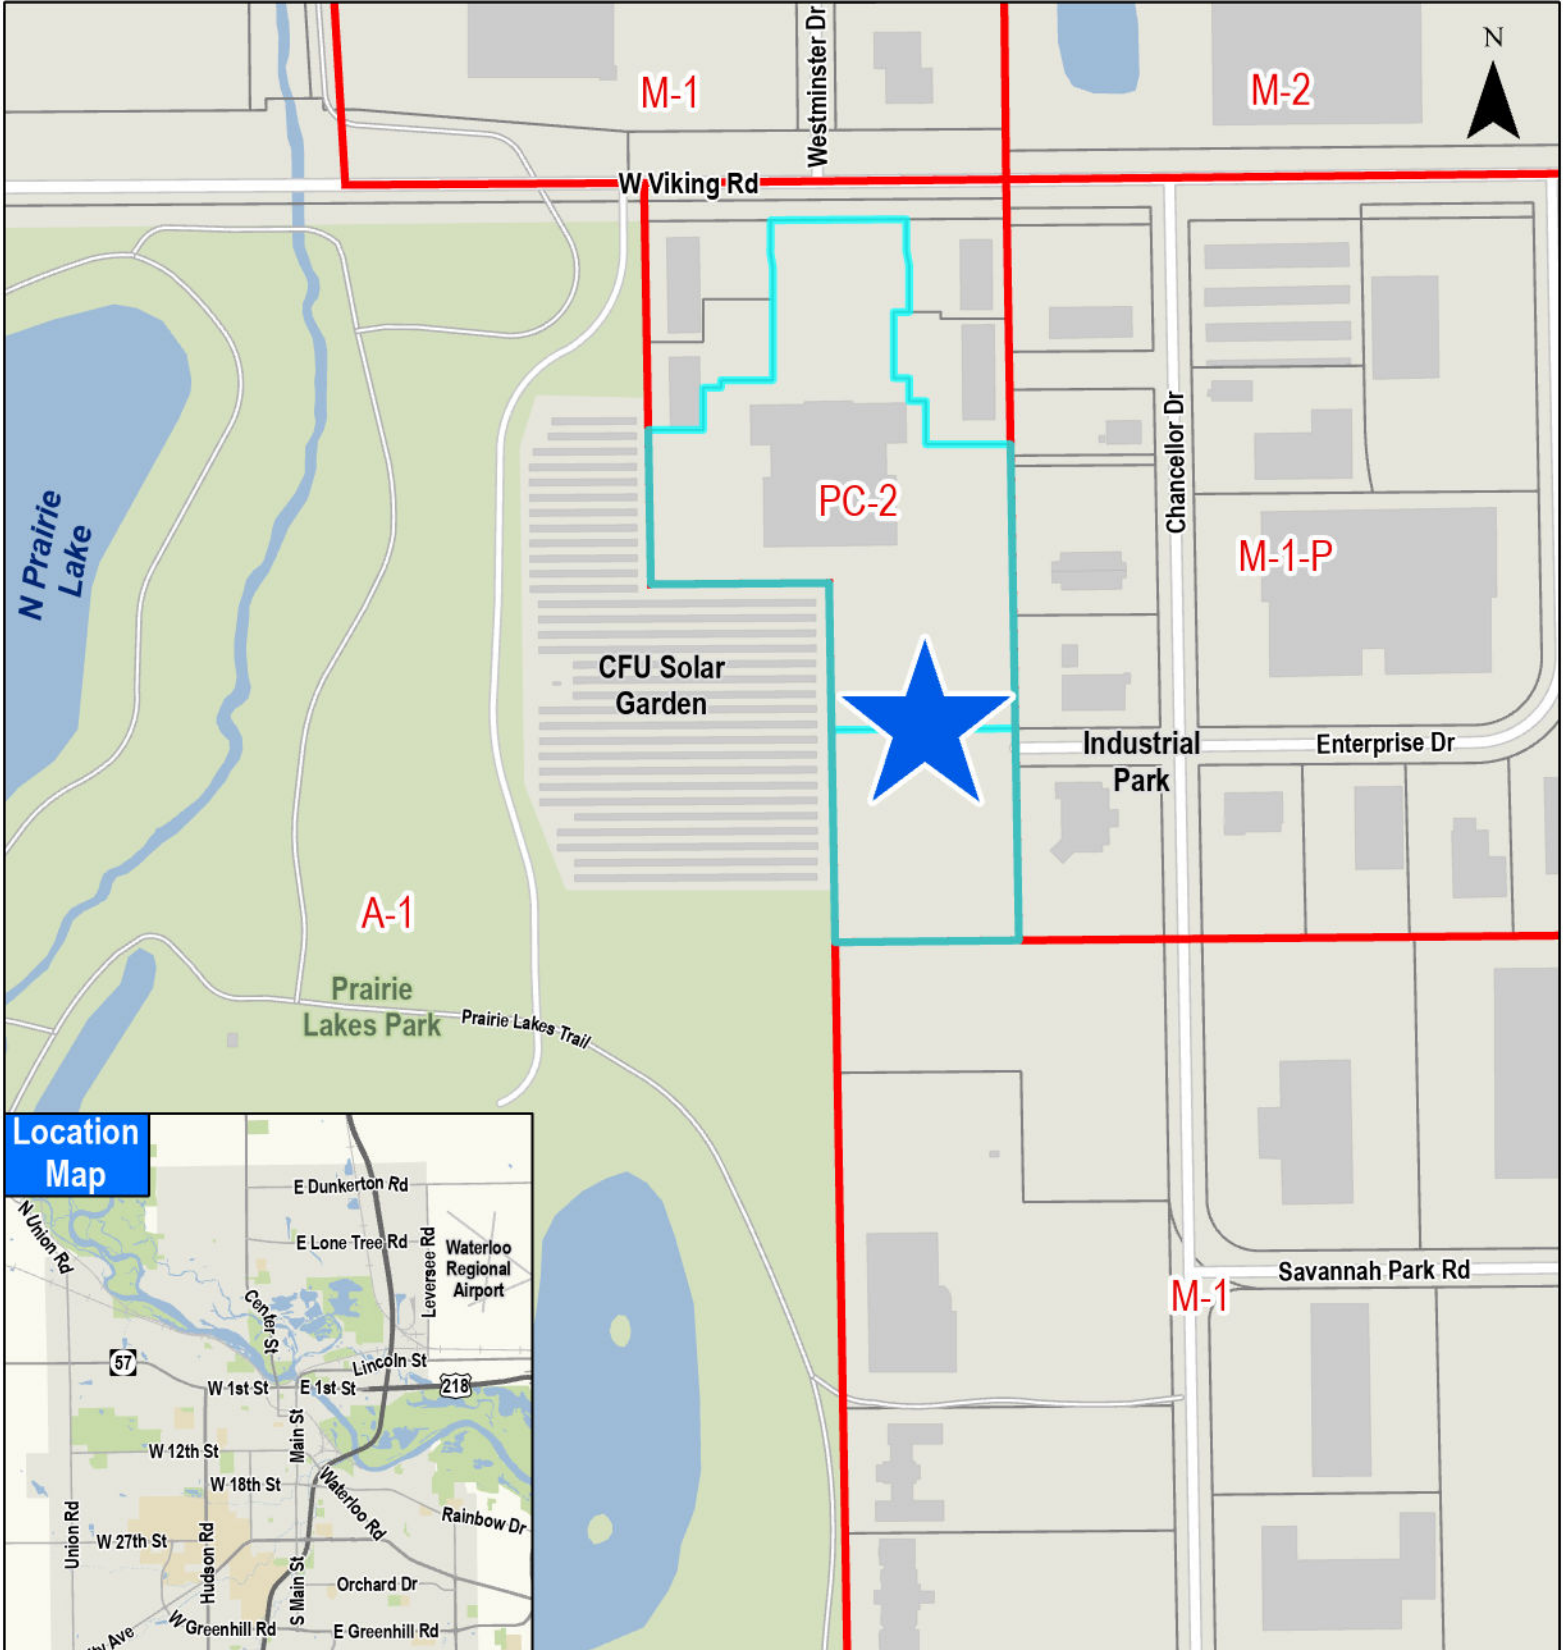 M-1
Westminster Dr
M-2
N
W Viking Rd
Chancellor Dr
PC-2
M-1-P
N Prairie
Lake
CFU Solar
Garden
Industrial
Park
Enterprise Dr
A-1
Prairie
Lakes Park
Prairie Lakes Trail
Savannah Park Rd
M-1
Location
Map
E Dunkerton Rd
N Union Rd
E Lone Tree Rd
Leversee Rd
Waterloo
Regional
Airport
Center St
57
Lincoln St
W 1st St
E 1st St
218
Main St
W 12th St
W 18th St
Waterloo Rd
Rainbow Dr
Union Rd
W 27th St
Hudson Rd
S Main St
Orchard Dr
W Greenhill Rd
E Greenhill Rd
Ave